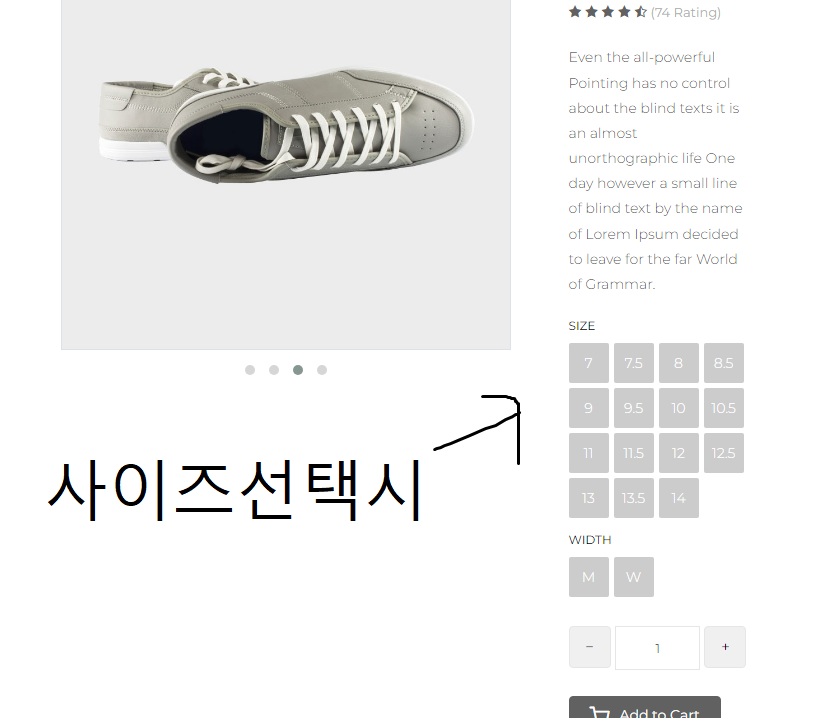 (74 Rating)
Even the all-powerful
Pointing has no control
about the blind texts it is
an almost
unorthographic life One
day however a small line
of blind text by the name
of Lorem Ipsum decided
to leave for the far World
of Grammar.
SIZE
7 7.5 8 8.5
9 9.5 10 10.5
11 11.5 12 12.5
13 13.5 14
사이즈선택시
WIDTH
M W
− 1 +
Add to Cart